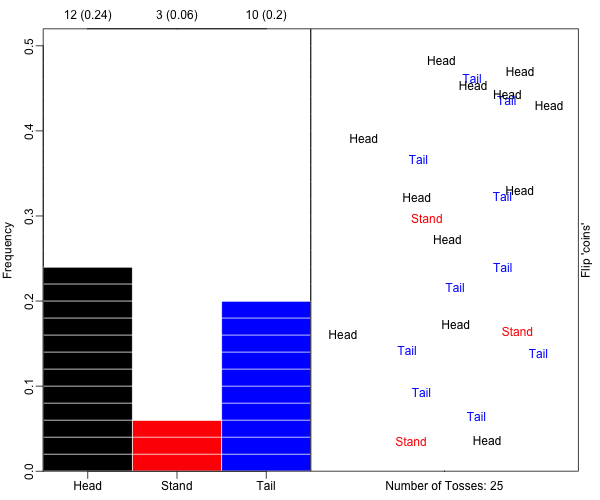 12 (0.24) 3 (0.06) 10 (0.2)
0.5
0.4
0.3
0.2
0.1
0.0
Frequency
Head Stand Tail
Head
Head
Tail
Head
Head
Tail
Head
Head
Tail
Head
Tail
Head
Stand
Head
Tail
Tail
Head
Stand
Head
Tail
Tail
Tail
Tail
Head
Stand
Number of Tosses: 25
Flip 'coins'